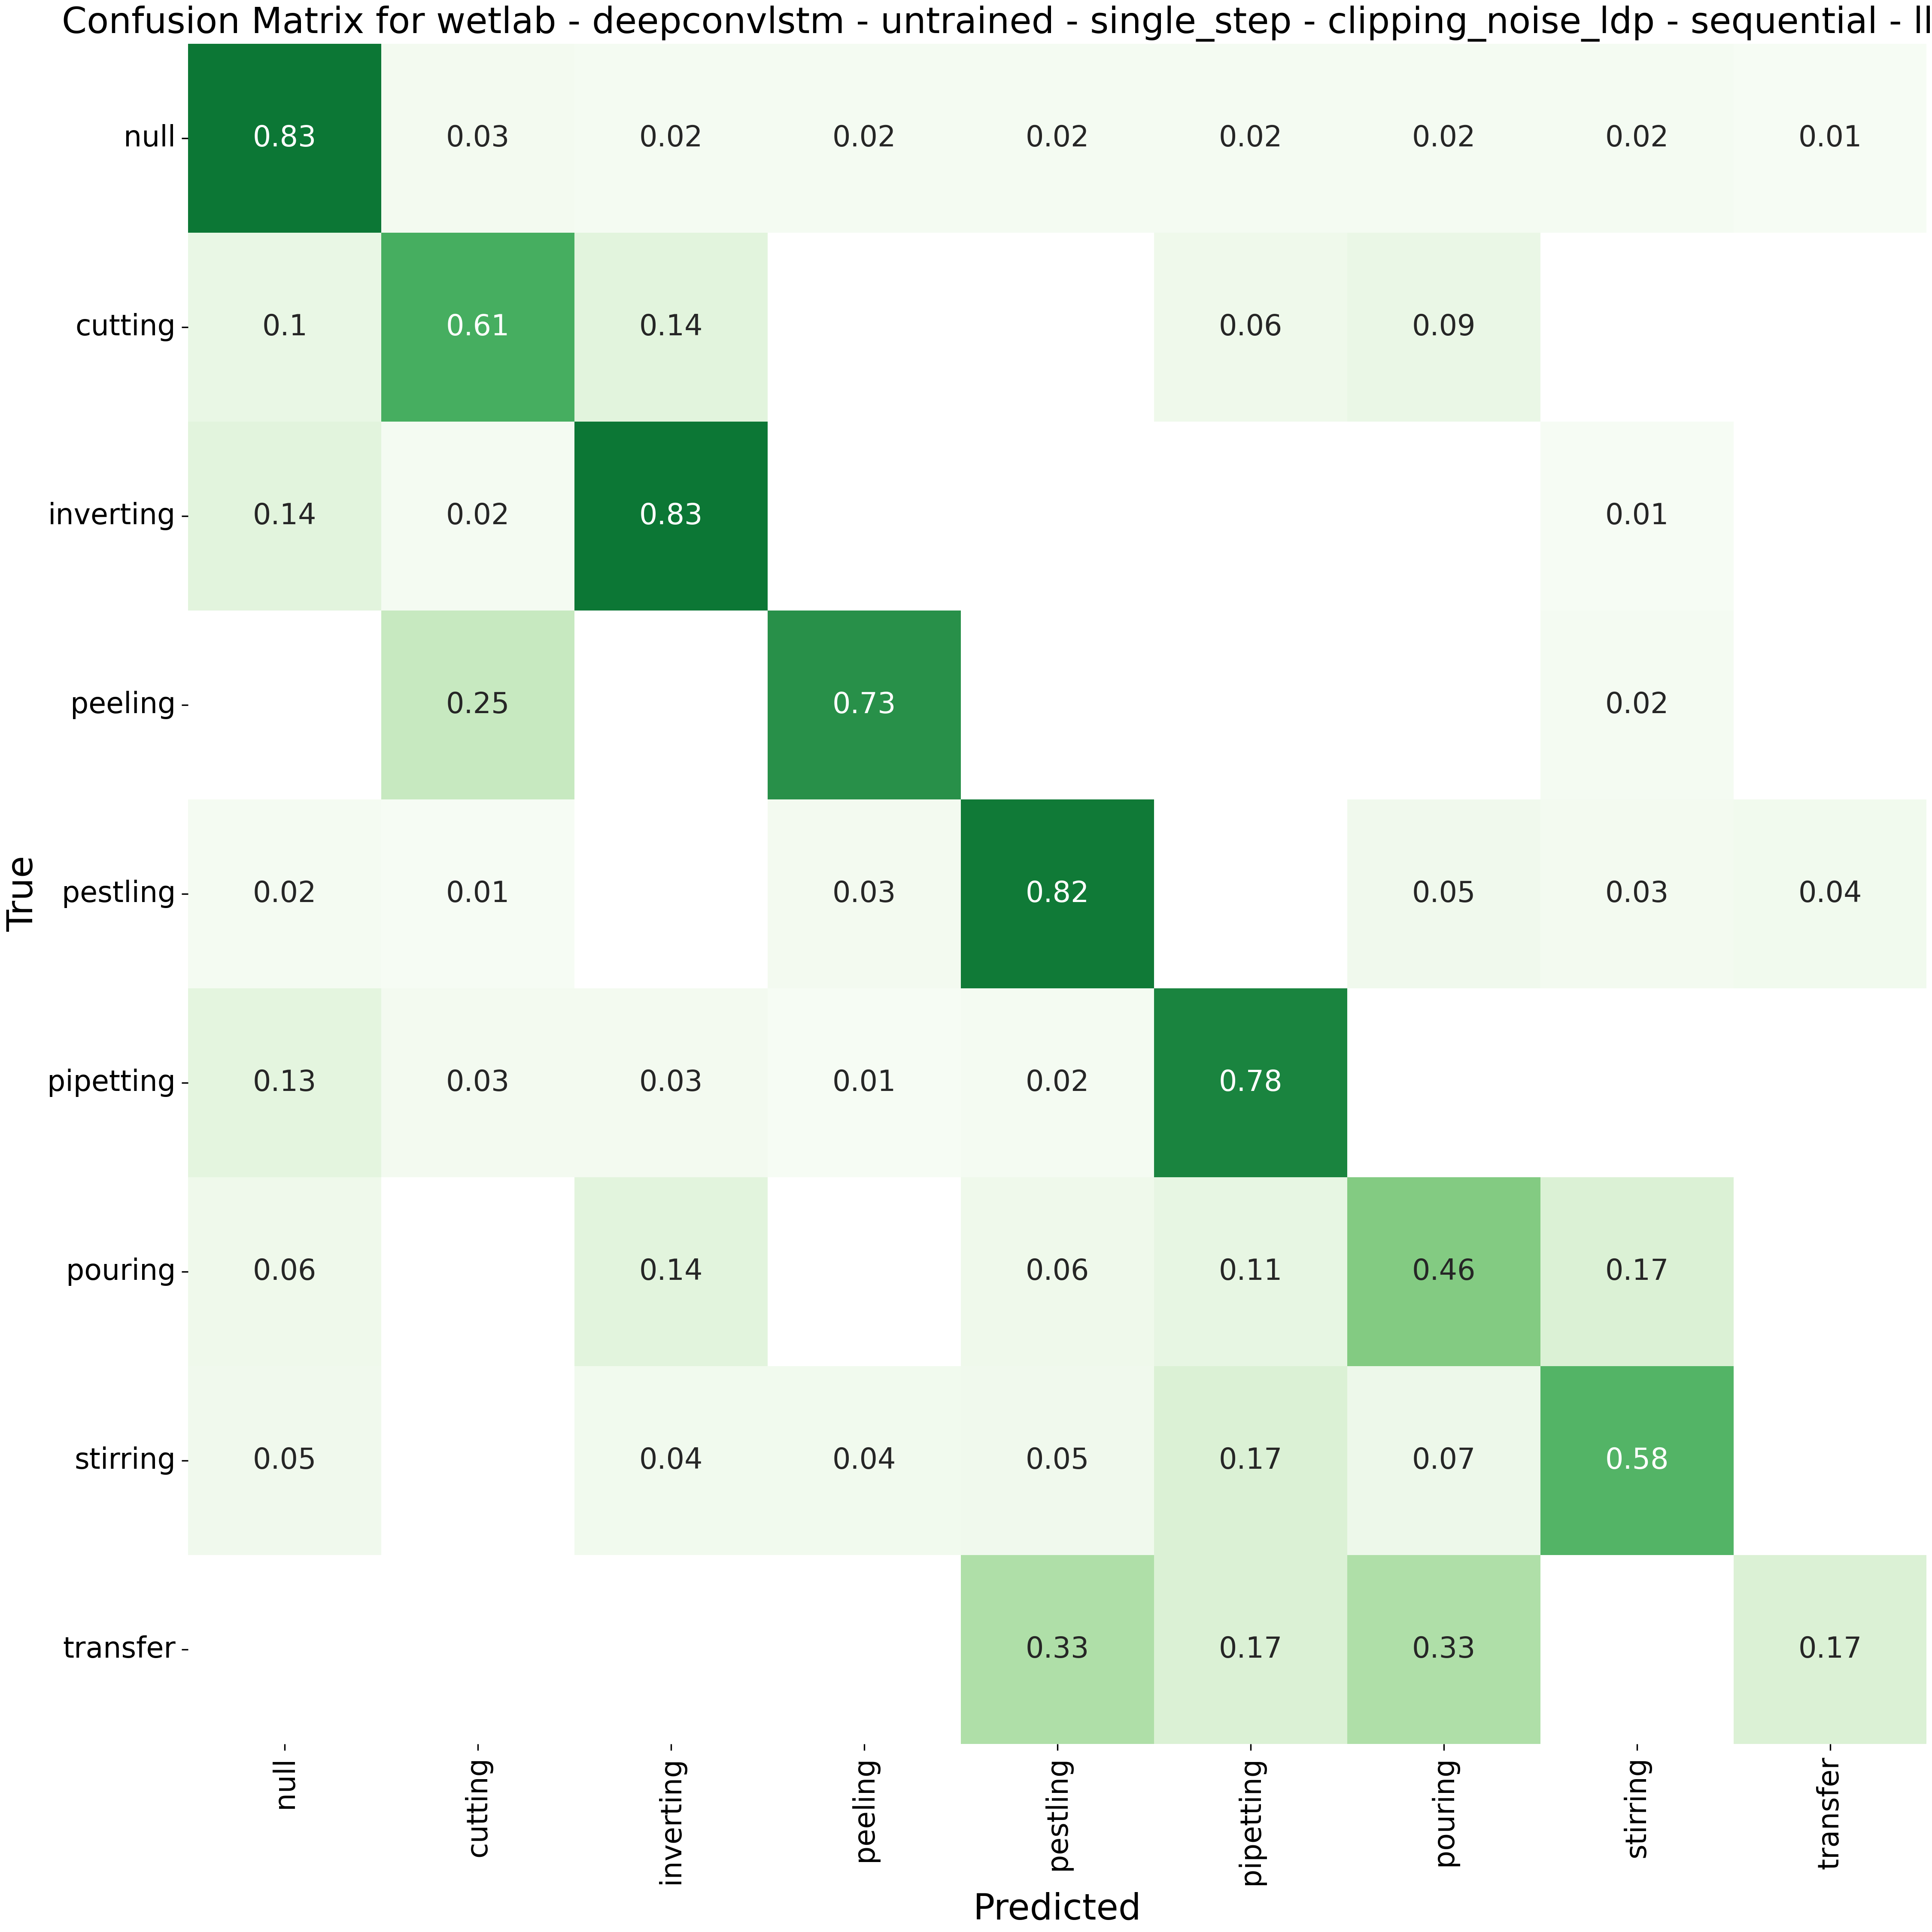 Confusion Matrix for wetlab - deepconvlstm - untrained - single_step - clipping_noise_ldp - sequential - ll
null 0.83 0.03 0.02 0.02 0.02 0.02 0.02 0.02 0.01
cutting 0.1 0.61 0.14 0.06 0.09
inverting 0.14 0.02 0.83 0.01
peeling 0.25 0.73 0.02
pestling 0.02 0.01 0.03 0.82 0.05 0.03 0.04
pipetting 0.13 0.03 0.03 0.01 0.02 0.78
pouring 0.06 0.14 0.06 0.11 0.46 0.17
stirring 0.05 0.04 0.04 0.05 0.17 0.07 0.58
transfer 0.33 0.17 0.33 0.17
True
null cutting inverting peeling pestling pipetting pouring stirring transfer
Predicted